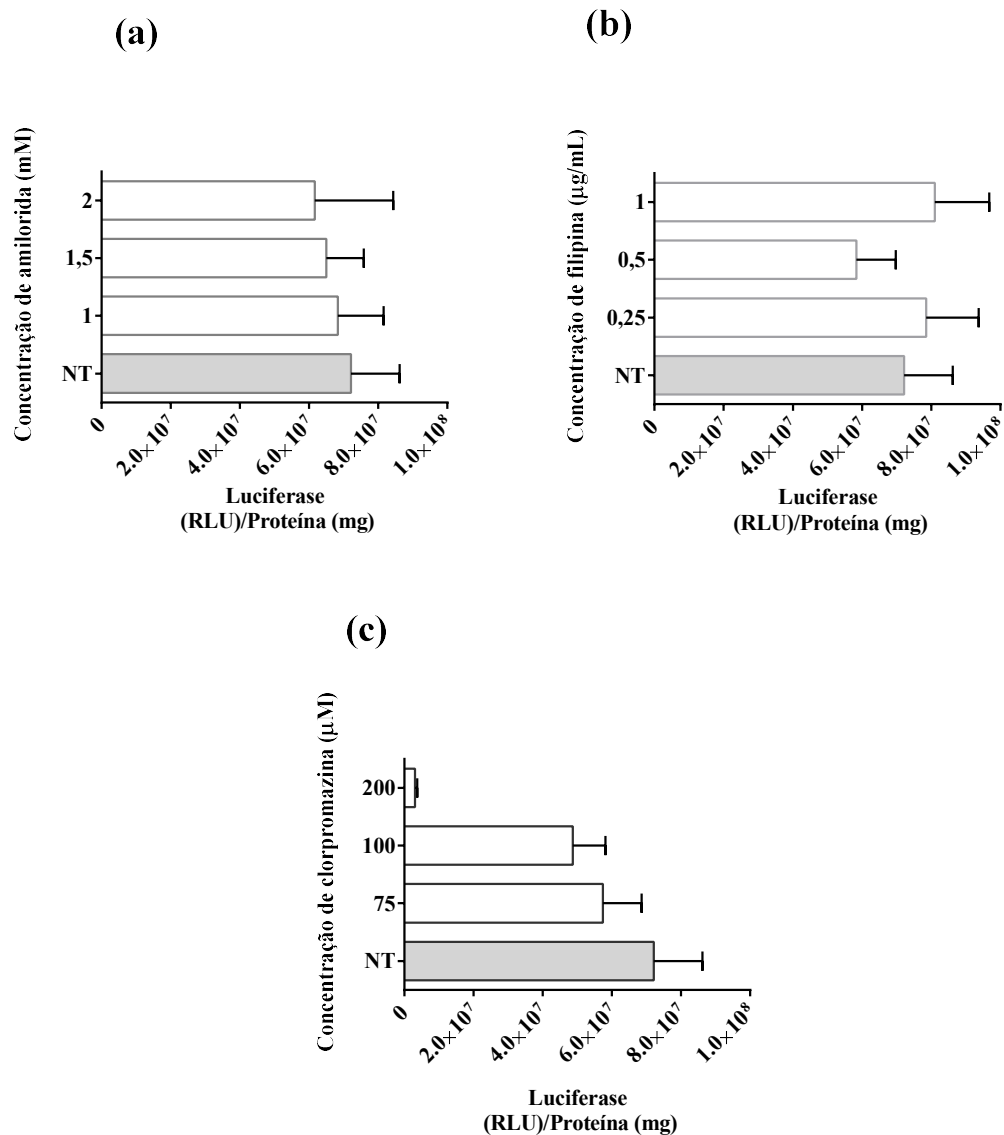 (a)
Concentração de amilorida (mM)
2
1,5
1
NT
0
2.0×10⁷
4.0×10⁷
6.0×10⁷
8.0×10⁷
1.0×10⁸
Luciferase
(RLU)/Proteína (mg)
(b)
Concentração de filipina (µg/mL)
1
0,5
0,25
NT
0
2.0×10⁷
4.0×10⁷
6.0×10⁷
8.0×10⁷
1.0×10⁸
Luciferase
(RLU)/Proteína (mg)
(c)
Concentração de clorpromazina (µM)
200
100
75
NT
0
2.0×10⁷
4.0×10⁷
6.0×10⁷
8.0×10⁷
1.0×10⁸
Luciferase
(RLU)/Proteína (mg)